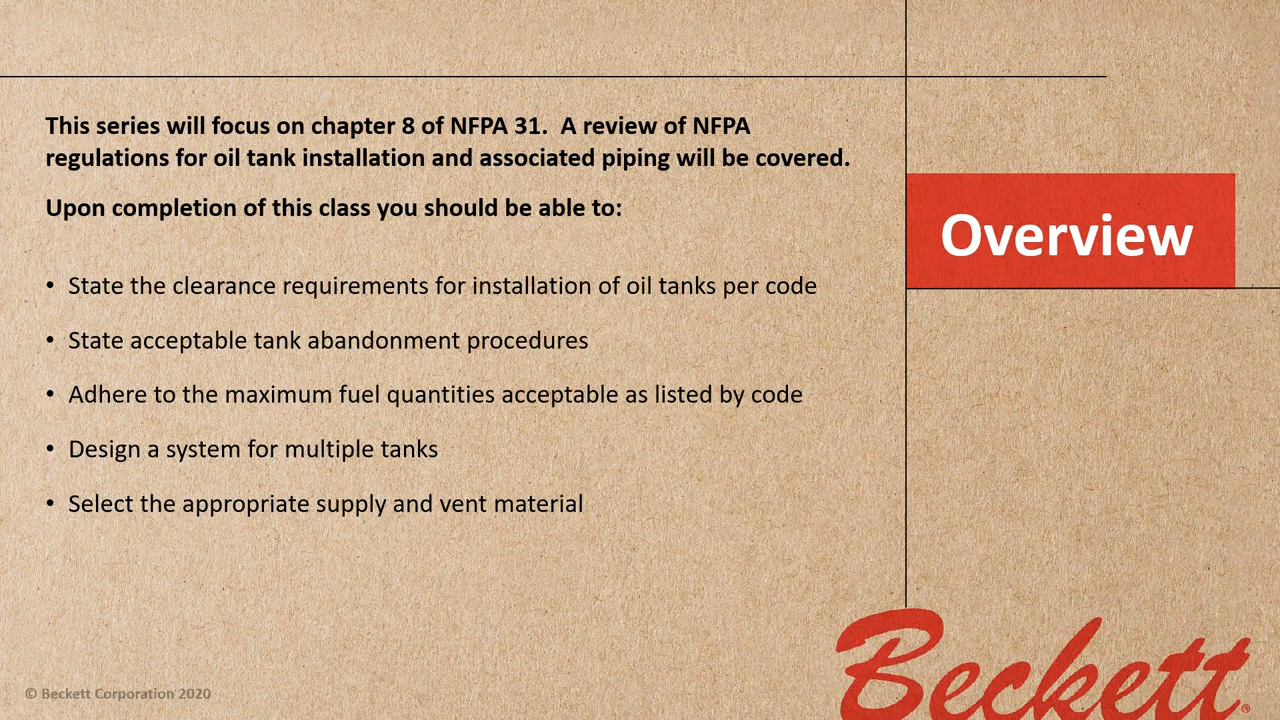 This series will focus on chapter 8 of NFPA 31.  A review of NFPA
regulations for oil tank installation and associated piping will be covered.
Upon completion of this class you should be able to:
• State the clearance requirements for installation of oil tanks per code
• State acceptable tank abandonment procedures
• Adhere to the maximum fuel quantities acceptable as listed by code
• Design a system for multiple tanks
• Select the appropriate supply and vent material
Overview
© Beckett Corporation 2020
Beckett®